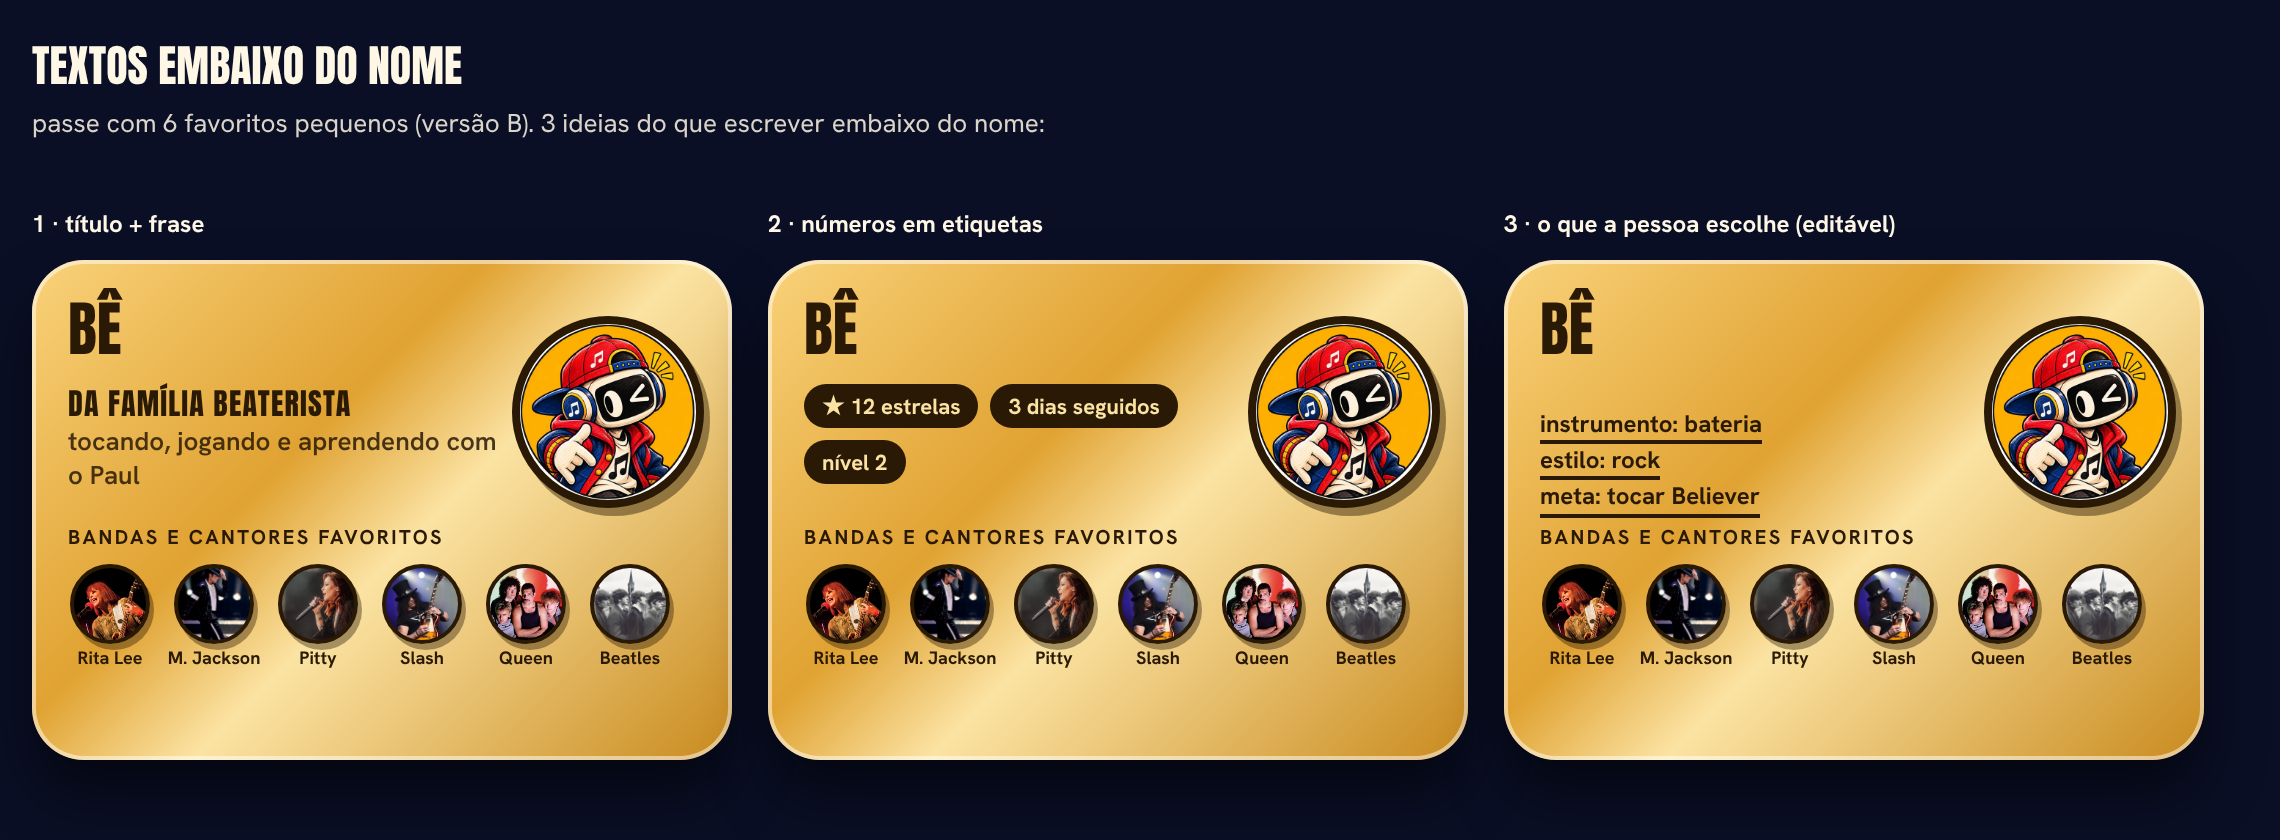 TEXTOS EMBAIXO DO NOME
passe com 6 favoritos pequenos (versão B). 3 ideias do que escrever embaixo do nome:
1 · título + frase
BÊ
DA FAMÍLIA BEATERISTA
tocando, jogando e aprendendo com
o Paul
BANDAS E CANTORES FAVORITOS
Rita Lee M. Jackson Pitty Slash Queen Beatles
2 · números em etiquetas
BÊ
★ 12 estrelas 3 dias seguidos
nível 2
BANDAS E CANTORES FAVORITOS
Rita Lee M. Jackson Pitty Slash Queen Beatles
3 · o que a pessoa escolhe (editável)
BÊ
instrumento: bateria
estilo: rock
meta: tocar Believer
BANDAS E CANTORES FAVORITOS
Rita Lee M. Jackson Pitty Slash Queen Beatles